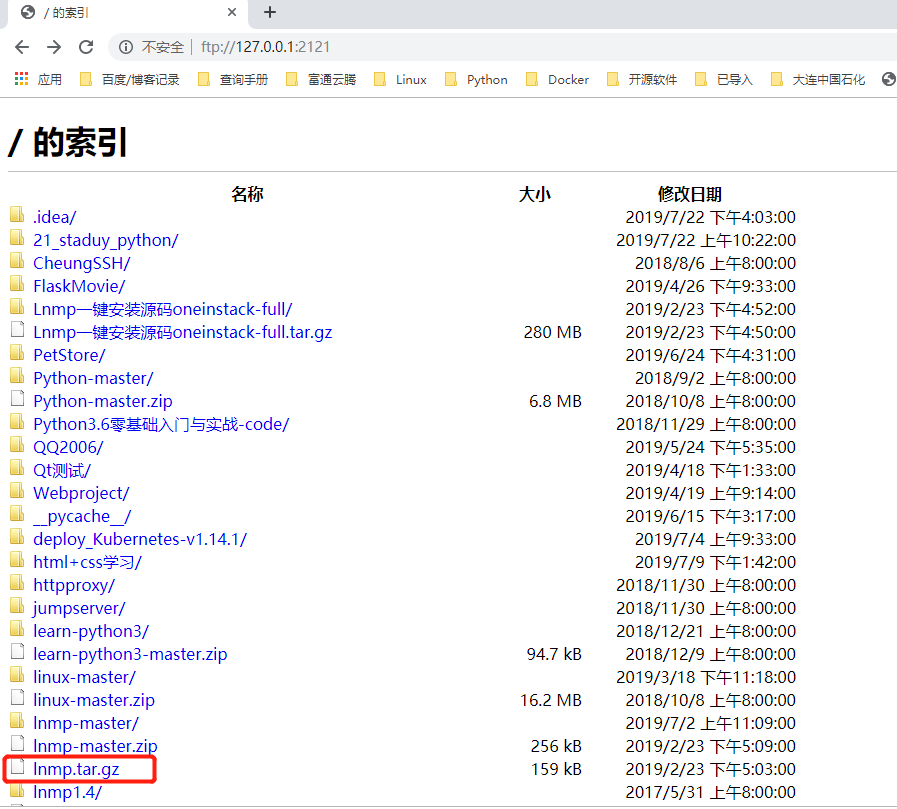 / 的索引
不安全 ftp://127.0.0.1:2121
应用 百度/博客记录 查询手册 富通云腾 Linux Python Docker 开源软件 已导入 大连中国石化
/ 的索引
名称 大小 修改日期
.idea/ 2019/7/22 下午4:03:00
21_staduy_python/ 2019/7/22 上午10:22:00
CheungSSH/ 2018/8/6 上午8:00:00
FlaskMovie/ 2019/4/26 下午9:33:00
Lnmp一键安装源码oneinstack-full/ 2019/2/23 下午4:52:00
Lnmp一键安装源码oneinstack-full.tar.gz 280 MB 2019/2/23 下午4:50:00
PetStore/ 2019/6/24 下午4:31:00
Python-master/ 2018/9/2 上午8:00:00
Python-master.zip 6.8 MB 2018/10/8 上午8:00:00
Python3.6零基础入门与实战-code/ 2018/11/29 上午8:00:00
QQ2006/ 2019/5/24 下午5:35:00
Qt测试/ 2019/4/18 下午1:33:00
Webproject/ 2019/4/19 上午9:14:00
__pycache__/ 2019/6/15 下午3:17:00
deploy_Kubernetes-v1.14.1/ 2019/7/4 上午9:33:00
html+css学习/ 2019/7/9 下午1:42:00
httpproxy/ 2018/11/30 上午8:00:00
jumpserver/ 2018/11/30 上午8:00:00
learn-python3/ 2018/12/21 上午8:00:00
learn-python3-master.zip 94.7 kB 2018/12/9 上午8:00:00
linux-master/ 2019/3/18 下午11:18:00
linux-master.zip 16.2 MB 2018/10/8 上午8:00:00
lnmp-master/ 2019/7/2 上午11:09:00
lnmp-master.zip 256 kB 2019/2/23 下午5:09:00
lnmp.tar.gz 159 kB 2019/2/23 下午5:03:00
lnmp1.4/ 2017/5/31 上午8:00:00